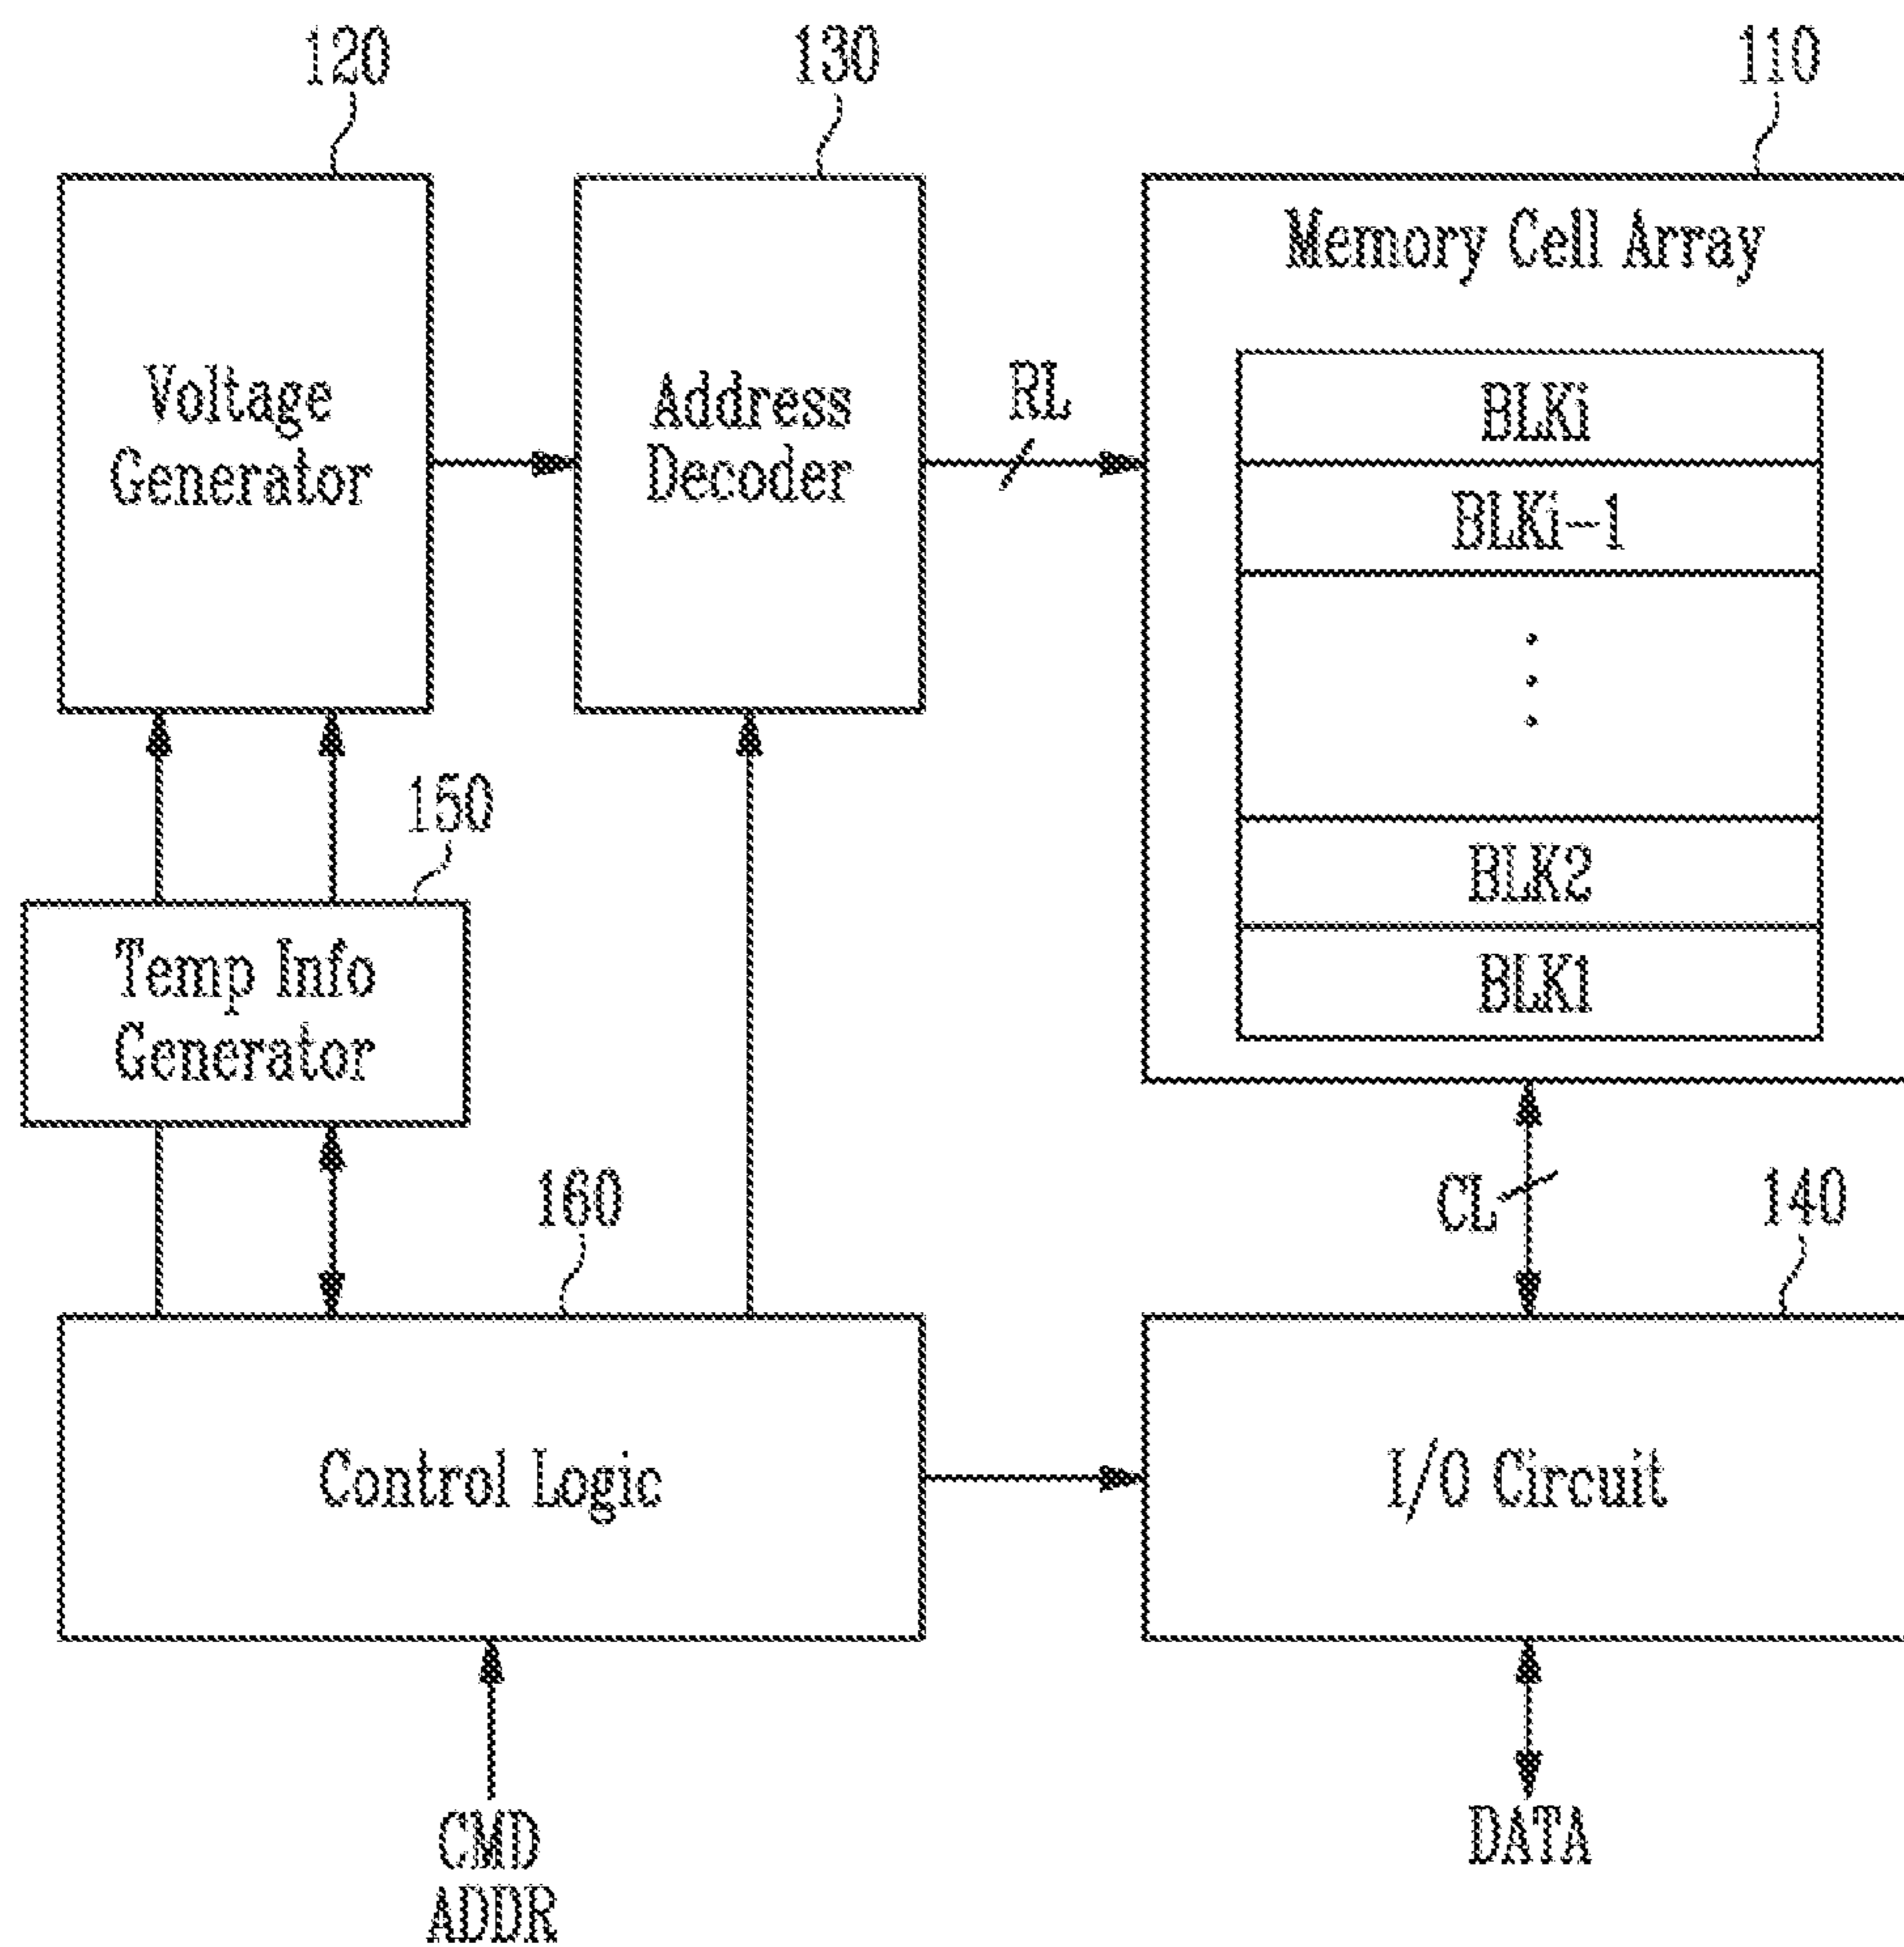 120
130
110
Memory Cell Array
Voltage
Generator
Address
Decoder
RL
BLKi
BLKi-1
150
BLK2
Temp Info
Generator
BLK1
160
CL
140
Control Logic
I/O Circuit
CMD
ADDR
DATA